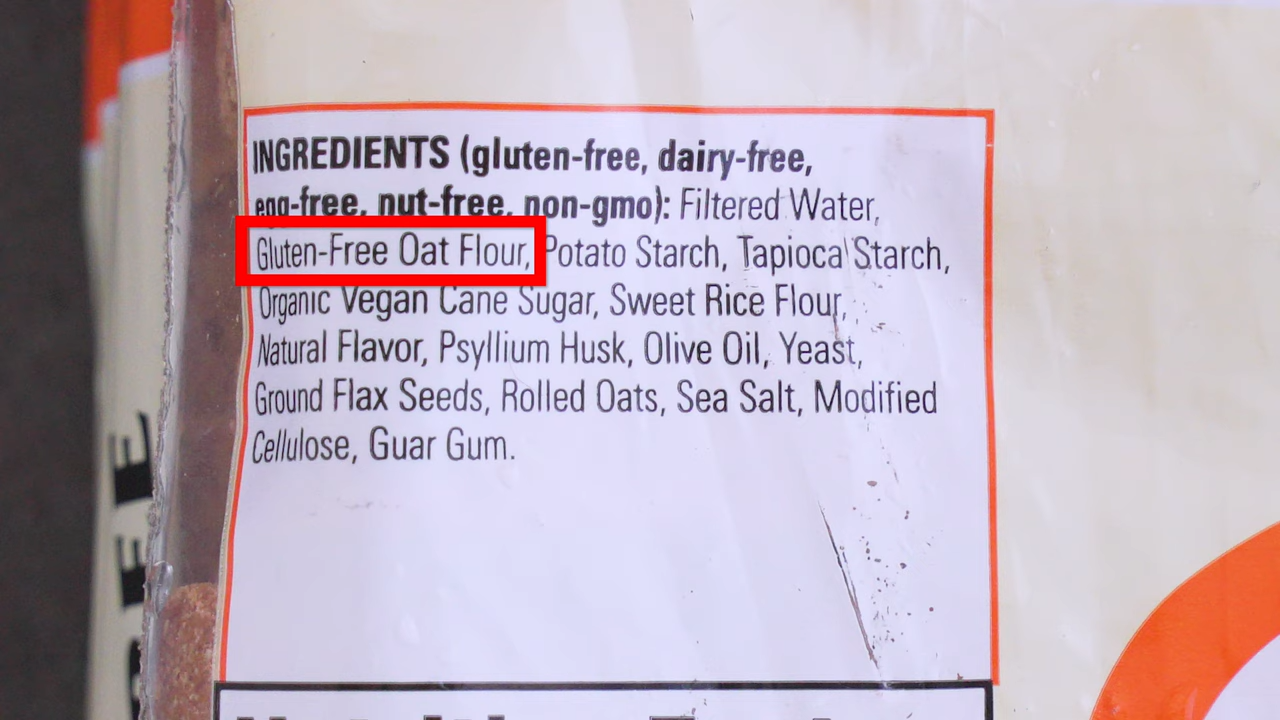 INGREDIENTS (gluten-free, dairy-free,
egg-free, nut-free, non-gmo): Filtered Water,
Gluten-Free Oat Flour, Potato Starch, Tapioca Starch,
Organic Vegan Cane Sugar, Sweet Rice Flour,
Natural Flavor, Psyllium Husk, Olive Oil, Yeast,
Ground Flax Seeds, Rolled Oats, Sea Salt, Modified
Cellulose, Guar Gum.